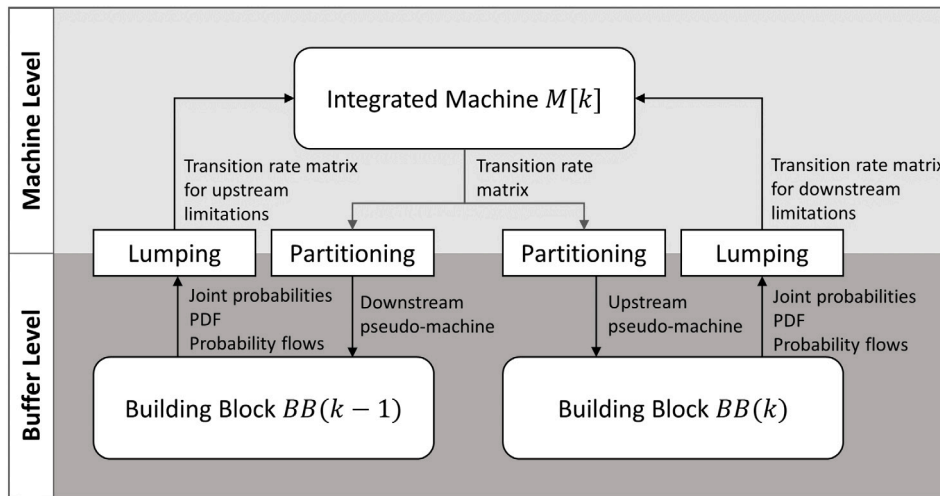 Machine Level
Integrated Machine M[k]
Transition rate matrix
for upstream
limitations
Transition rate
matrix
Transition rate matrix
for downstream
limitations
Lumping
Partitioning
Partitioning
Lumping
Buffer Level
Joint probabilities
PDF
Probability flows
Downstream
pseudo-machine
Upstream
pseudo-machine
Joint probabilities
PDF
Probability flows
Building Block BB(k − 1)
Building Block BB(k)